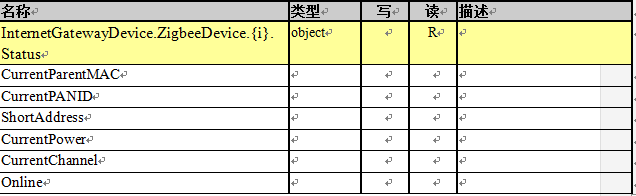 名称 类型 写 读 描述
InternetGatewayDevice.ZigbeeDevice.{i}. object R
Status
CurrentParentMAC
CurrentPANID
ShortAddress
CurrentPower
CurrentChannel
Online